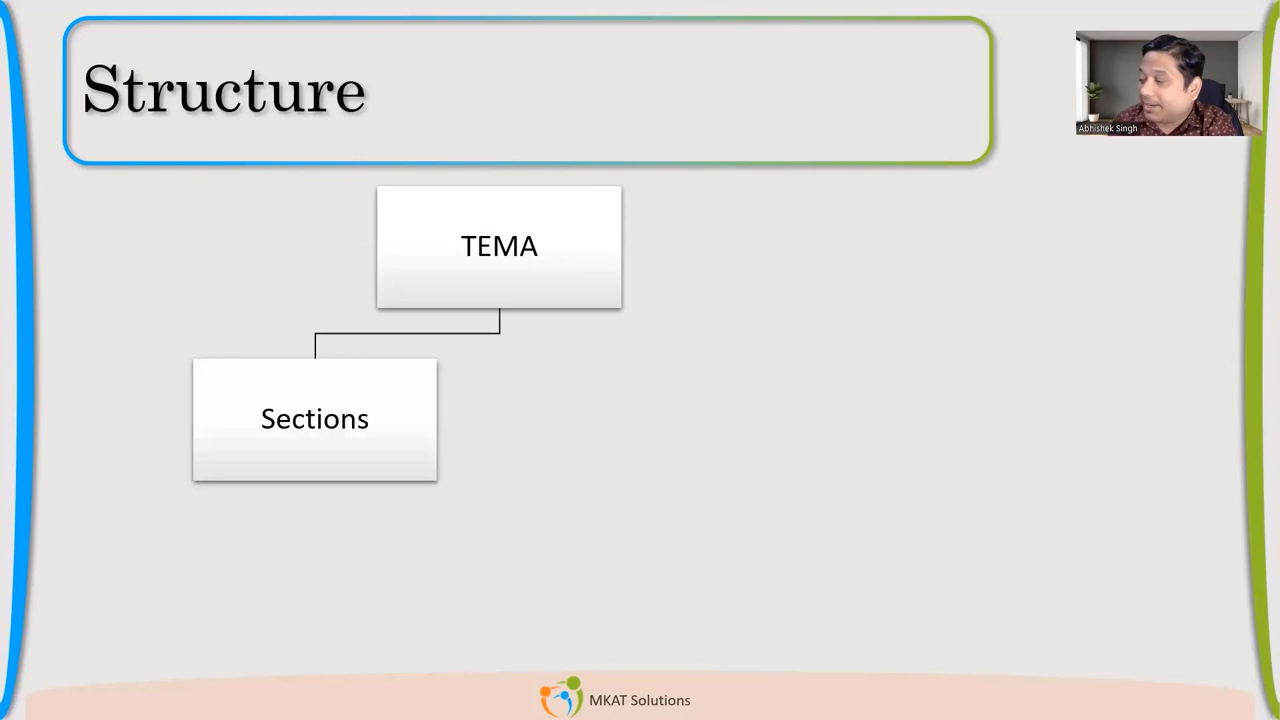 Structure
Abhishek Singh
TEMA
Sections
MKAT Solutions